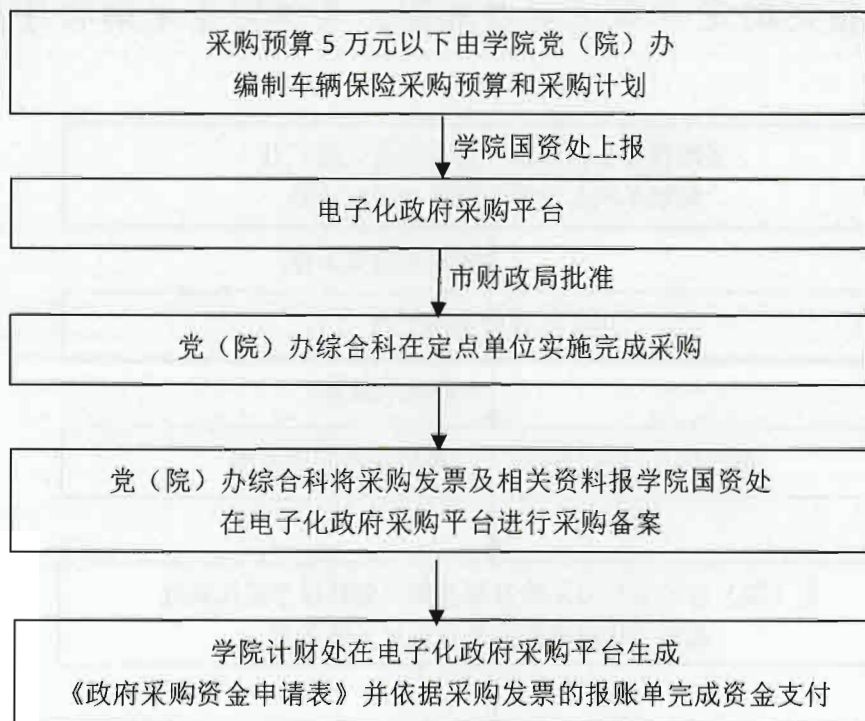 采购预算5万元以下由学院党（院）办
编制车辆保险采购预算和采购计划
学院国资处上报
电子化政府采购平台
市财政局批准
党（院）办综合科在定点单位实施完成采购
党（院）办综合科将采购发票及相关资料报学院国资处
在电子化政府采购平台进行采购备案
学院计财处在电子化政府采购平台生成
《政府采购资金申请表》并依据采购发票的报账单完成资金支付